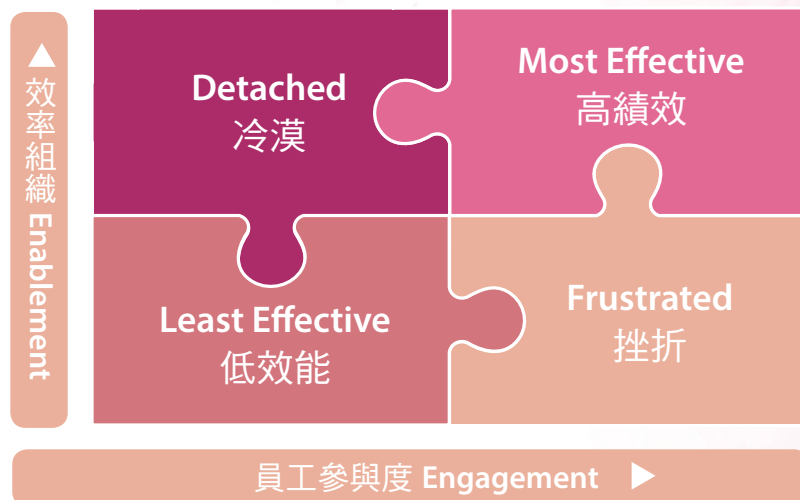 ▲ 效率組織 Enablement
Detached
冷漠
Most Effective
高績效
Least Effective
低效能
Frustrated
挫折
員工參與度 Engagement ▶